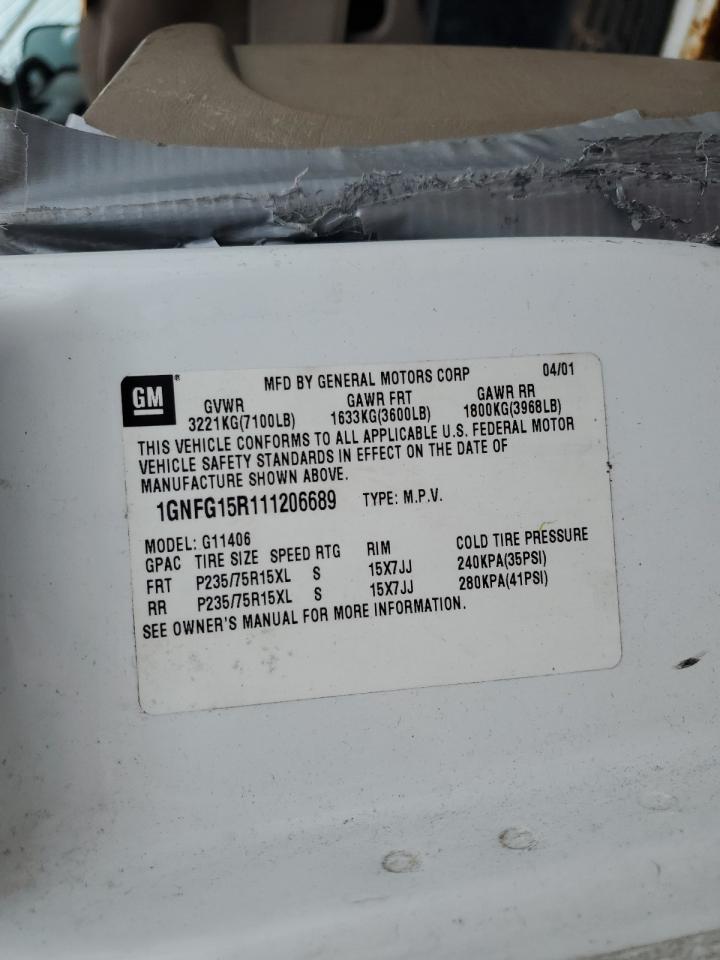 GM® MFD BY GENERAL MOTORS CORP 04/01
GVWR GAWR FRT GAWR RR
3221KG(7100LB) 1633KG(3600LB) 1800KG(3968LB)
THIS VEHICLE CONFORMS TO ALL APPLICABLE U.S. FEDERAL MOTOR
VEHICLE SAFETY STANDARDS IN EFFECT ON THE DATE OF
MANUFACTURE SHOWN ABOVE.
1GNFG15R111206689 TYPE: M.P.V.
MODEL: G11406
GPAC TIRE SIZE SPEED RTG RIM COLD TIRE PRESSURE
FRT P235/75R15XL S 15X7JJ 240KPA(35PSI)
RR P235/75R15XL S 15X7JJ 280KPA(41PSI)
SEE OWNER'S MANUAL FOR MORE INFORMATION.